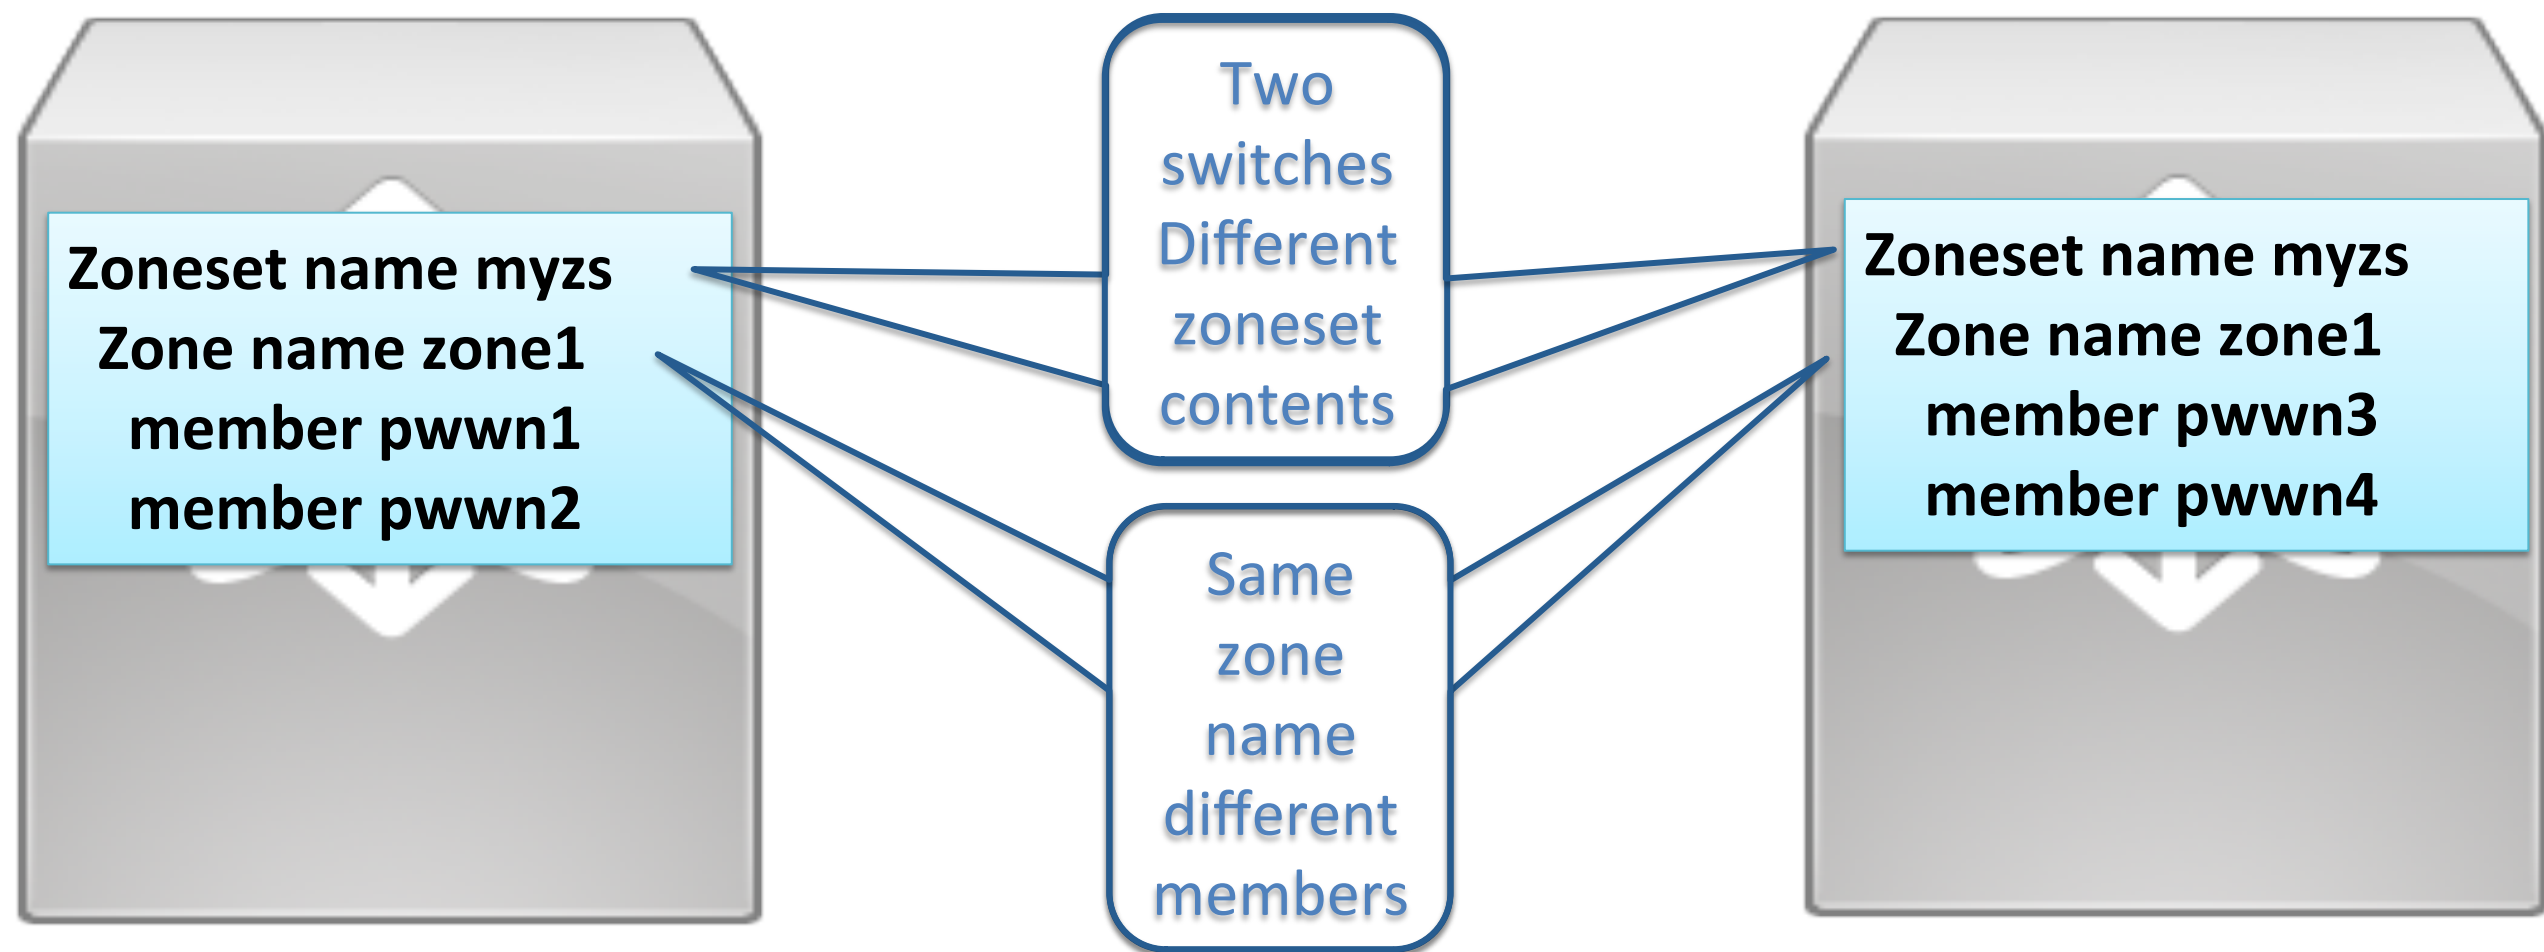 Zoneset name myzs
Zone name zone1
member pwwn1
member pwwn2
Two
switches
Different
zoneset
contents
Same
zone
name
different
members
Zoneset name myzs
Zone name zone1
member pwwn3
member pwwn4